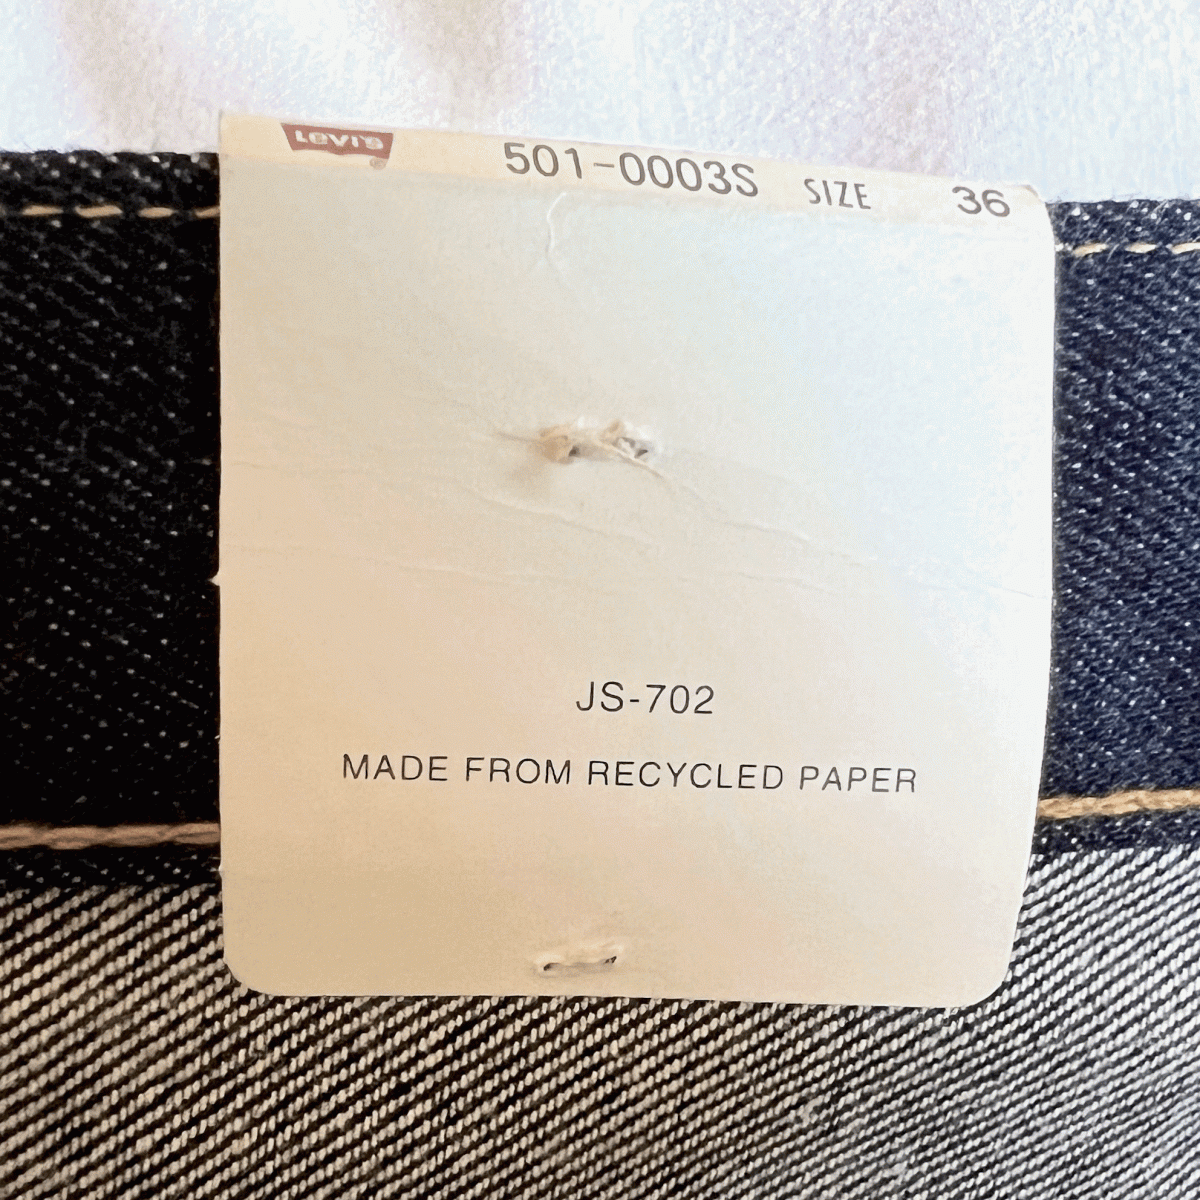 LEVI'S 501-0003S SIZE 36
JS-702
MADE FROM RECYCLED PAPER